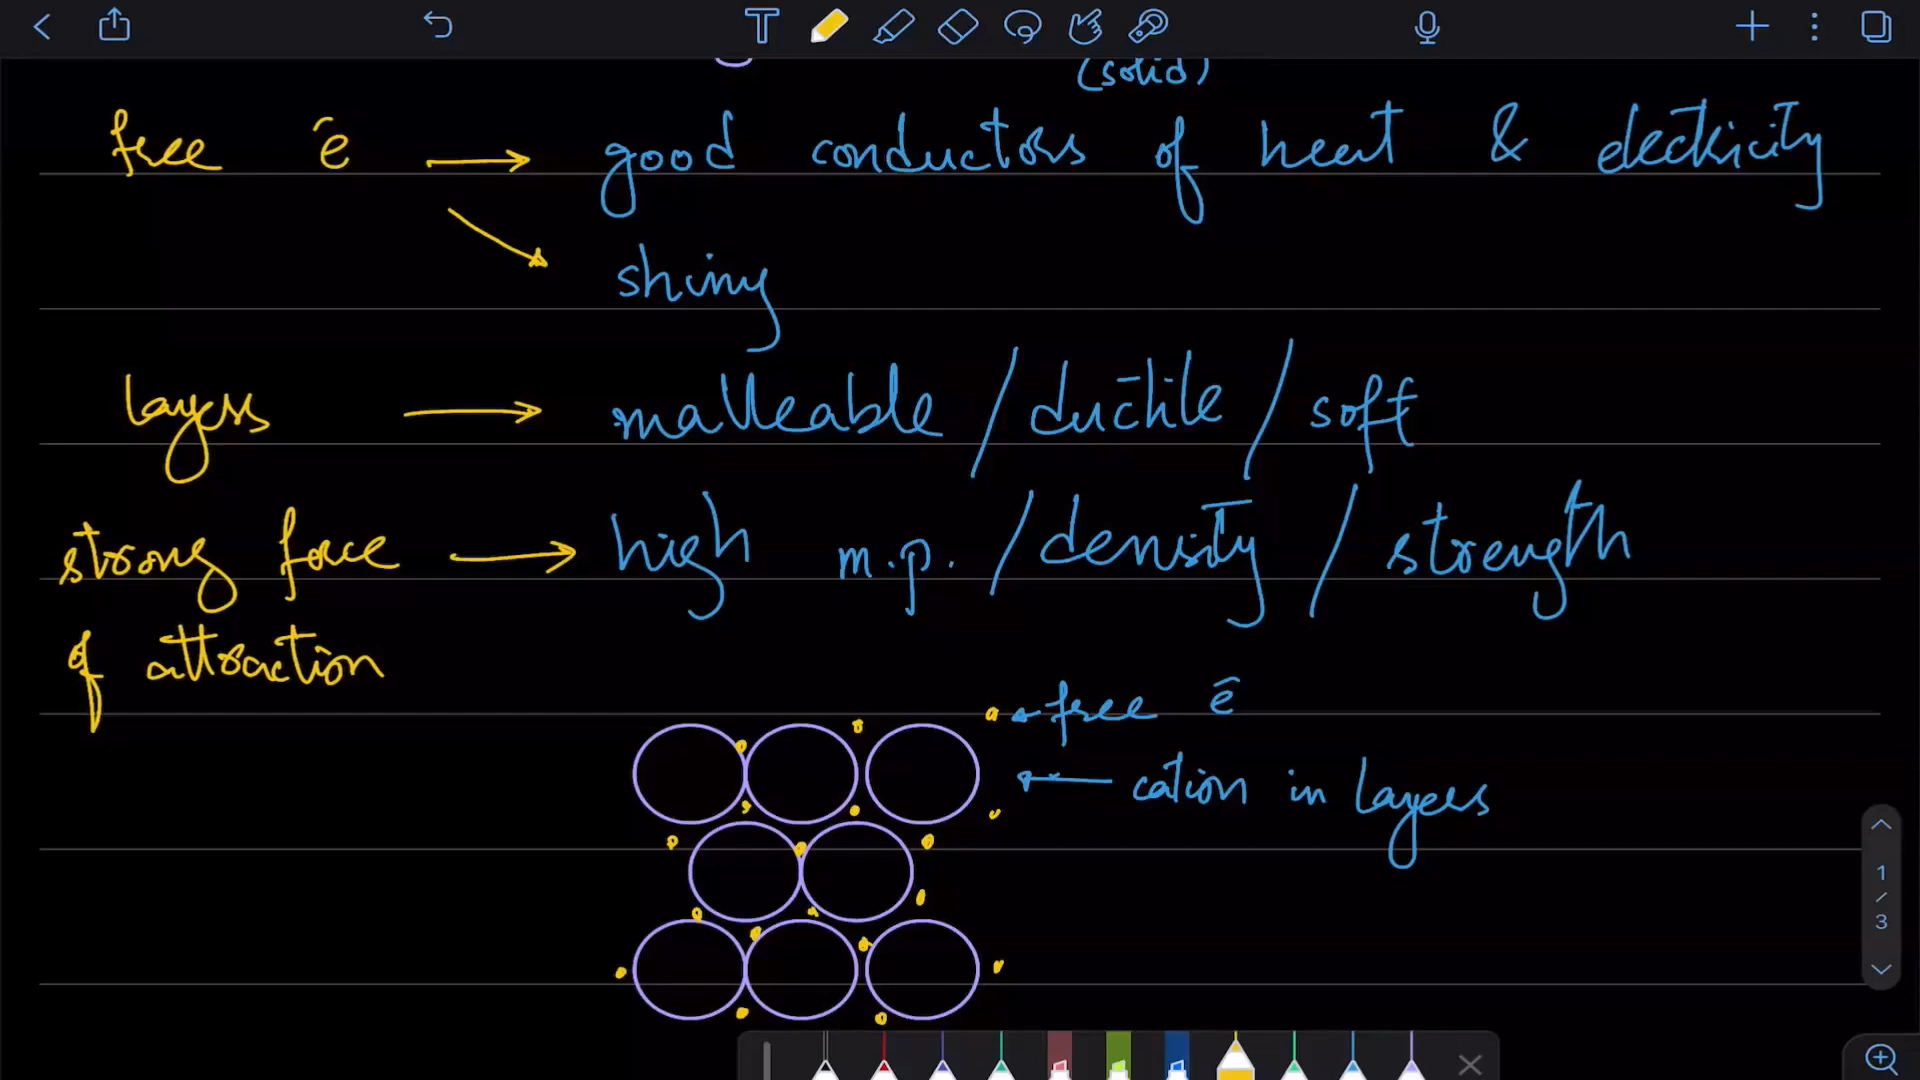 (solid)
free ē → good conductors of heat & electricity
shiny
layers → malleable / ductile / soft
strong force → high m.p. / density / strength
of attraction
free ē
cation in layers
1
/
3